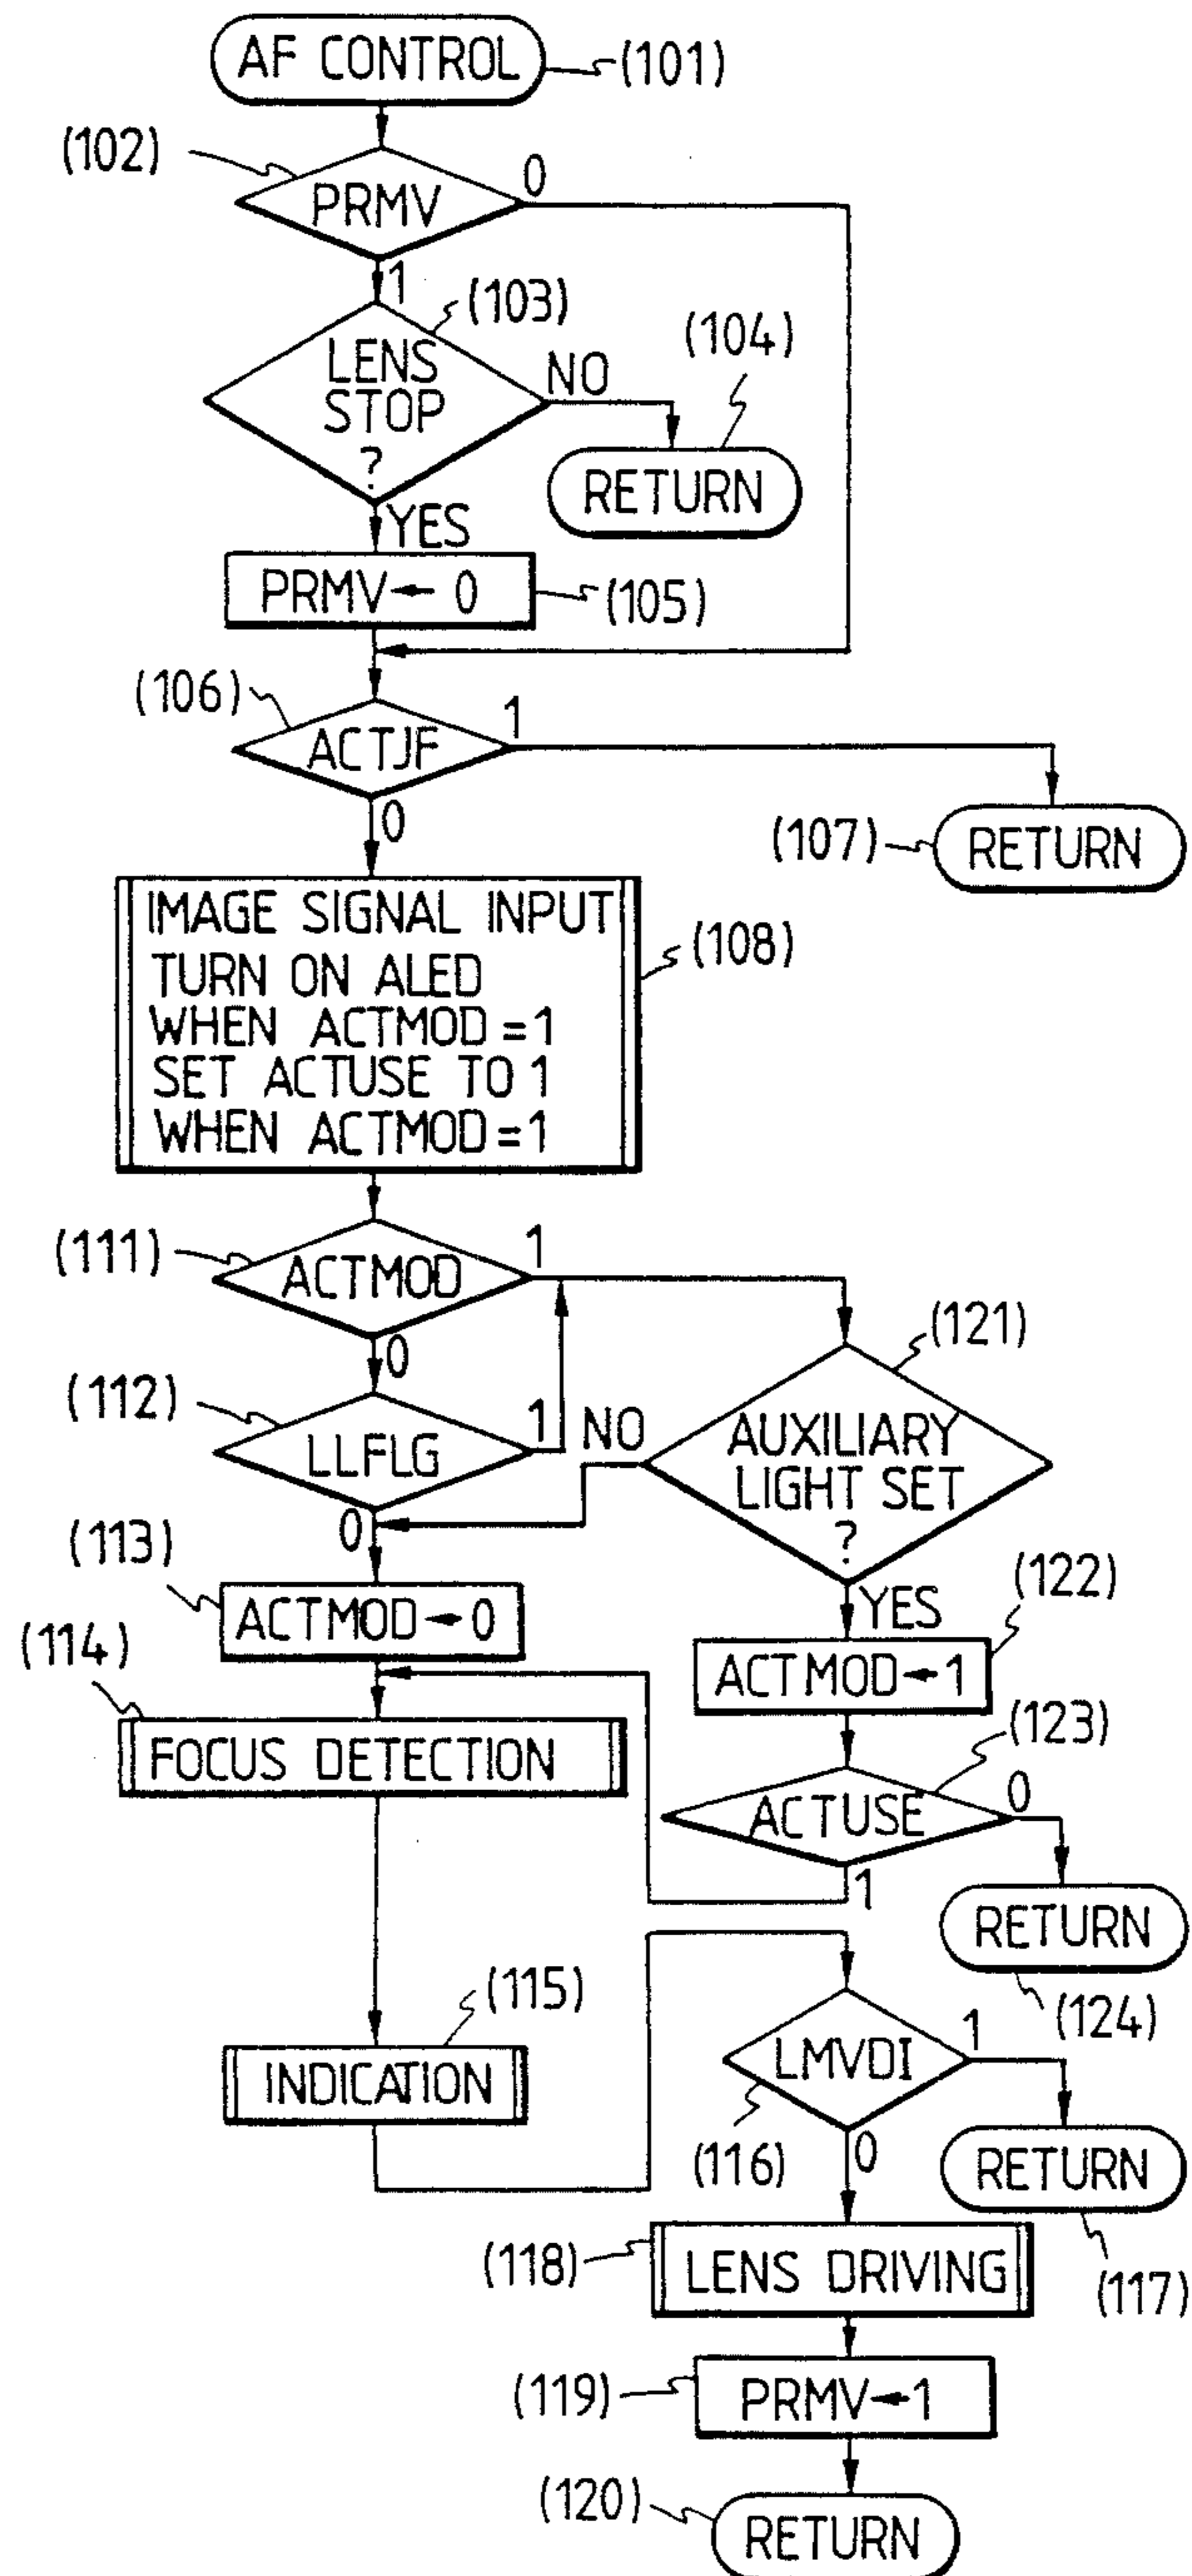 AF CONTROL
(101)
(102)
PRMV
0
1
(103)
LENS
STOP
?
NO
(104)
RETURN
YES
PRMV ← 0
(105)
(106)
ACTJF
1
0
(107)
RETURN
IMAGE SIGNAL INPUT
TURN ON ALED
WHEN ACTMOD = 1
SET ACTUSE TO 1
WHEN ACTMOD = 1
(108)
(111)
ACTMOD
1
0
(121)
(112)
LLFLG
1
NO
AUXILIARY
LIGHT SET
?
0
(113)
ACTMOD ← 0
YES
(122)
ACTMOD ← 1
(114)
FOCUS DETECTION
(123)
ACTUSE
0
1
RETURN
(124)
(115)
INDICATION
LMVDI
1
(116)
0
RETURN
(117)
(118)
LENS DRIVING
(119)
PRMV ← 1
(120)
RETURN